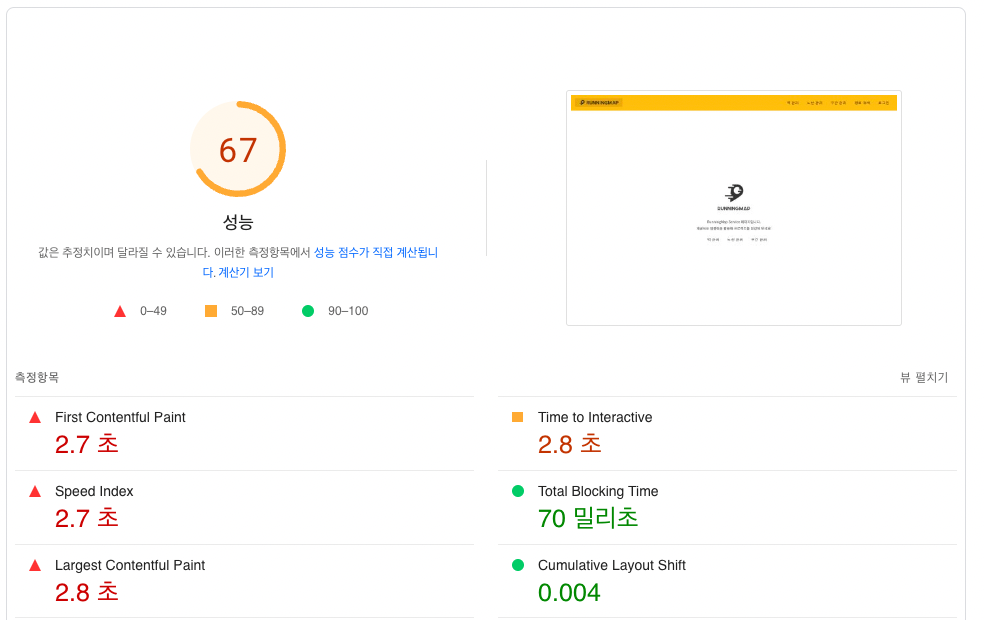 67
성능
값은 추정치이며 달라질 수 있습니다. 이러한 측정항목에서 성능 점수가 직접 계산됩니
다. 계산기 보기
0–49
50–89
90–100
RUNNINGMAP
RUNNINGMAP
측정항목
뷰 펼치기
First Contentful Paint
2.7 초
Time to Interactive
2.8 초
Speed Index
2.7 초
Total Blocking Time
70 밀리초
Largest Contentful Paint
2.8 초
Cumulative Layout Shift
0.004